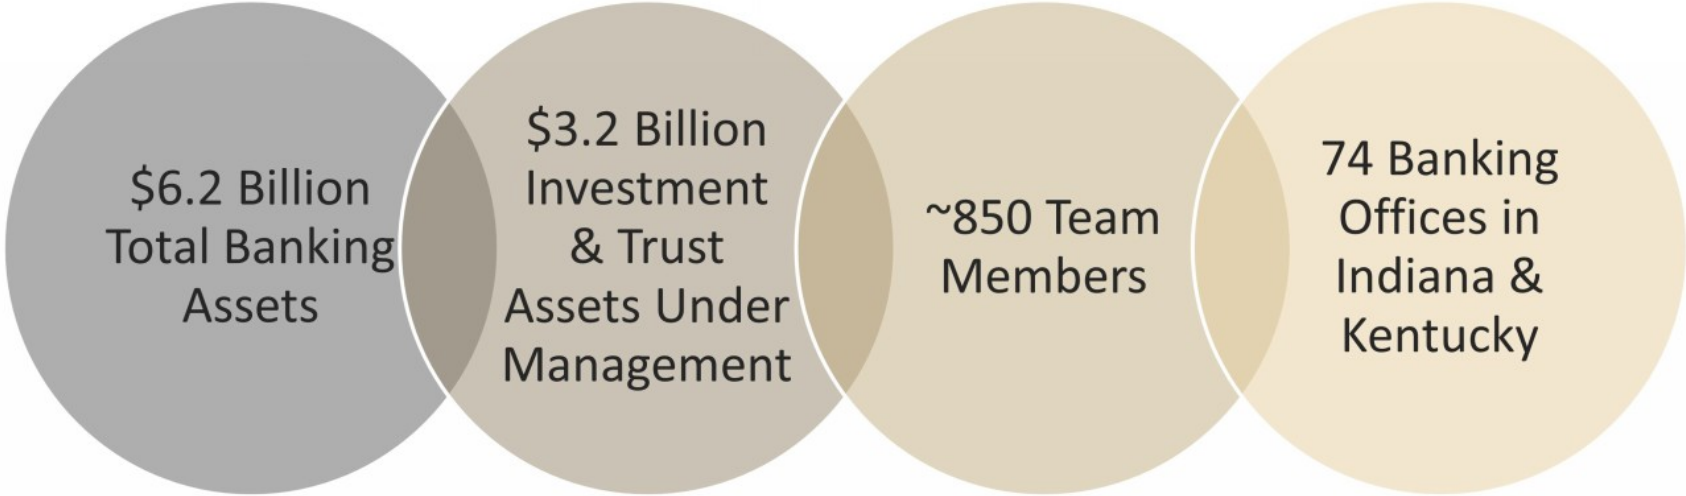 $6.2 Billion
Total Banking
Assets
$3.2 Billion
Investment
& Trust
Assets Under
Management
~850 Team
Members
74 Banking
Offices in
Indiana &
Kentucky